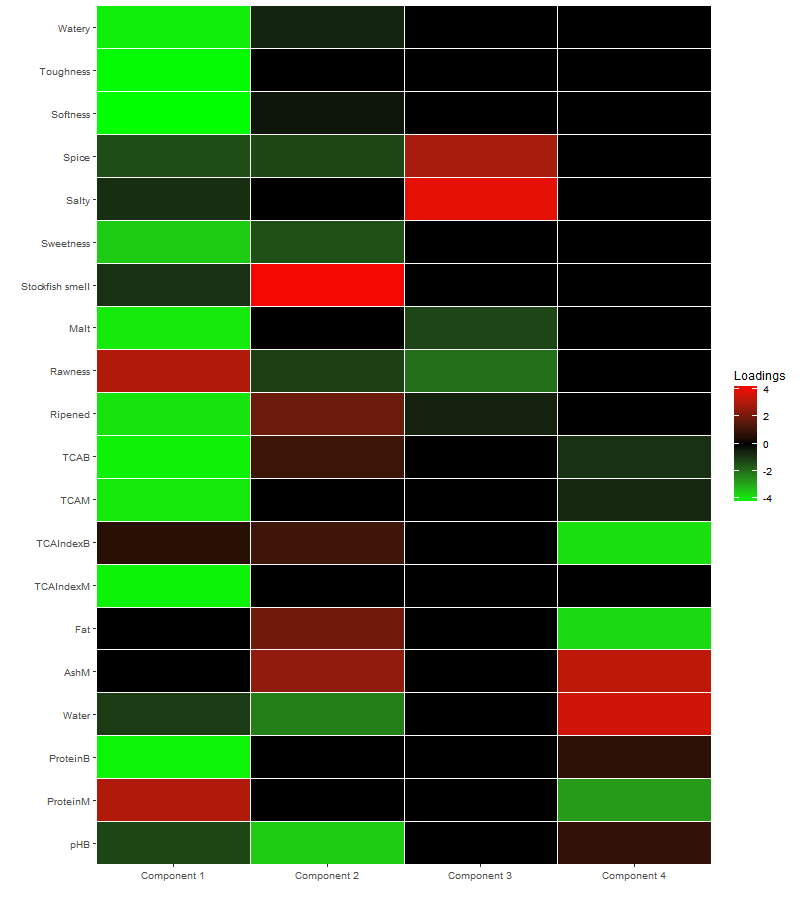 Watery
Toughness
Softness
Spice
Salty
Sweetness
Stockfish smell
Malt
Rawness
Ripened
TCAB
TCAM
TCAIndexB
TCAIndexM
Fat
AshM
Water
ProteinB
ProteinM
pHB
Component 1 Component 2 Component 3 Component 4
Loadings
4
2
0
-2
-4